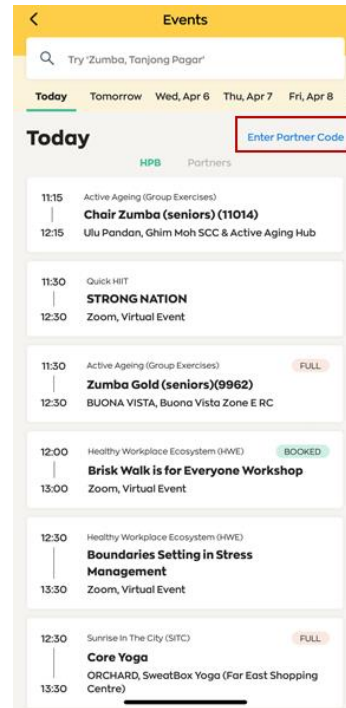 Events
Try 'Zumba, Tanjong Pagar'
Today Tomorrow Wed, Apr 6 Thu, Apr 7 Fri, Apr 8
Today Enter Partner Code
HPB Partners
11:15 Active Ageing (Group Exercises)
Chair Zumba (seniors) (11014)
12:15 Ulu Pandan, Ghim Moh SCC & Active Aging Hub
11:30 Quick HIIT
STRONG NATION
12:30 Zoom, Virtual Event
11:30 Active Ageing (Group Exercises) FULL
Zumba Gold (seniors)(9962)
12:30 BUONA VISTA, Buona Vista Zone E RC
12:00 Healthy Workplace Ecosystem (HWE) BOOKED
Brisk Walk is for Everyone Workshop
13:00 Zoom, Virtual Event
12:30 Healthy Workplace Ecosystem (HWE)
Boundaries Setting in Stress
Management
13:30 Zoom, Virtual Event
12:30 Sunrise In The City (SITC) FULL
Core Yoga
ORCHARD, SweatBox Yoga (Far East Shopping
13:30 Centre)